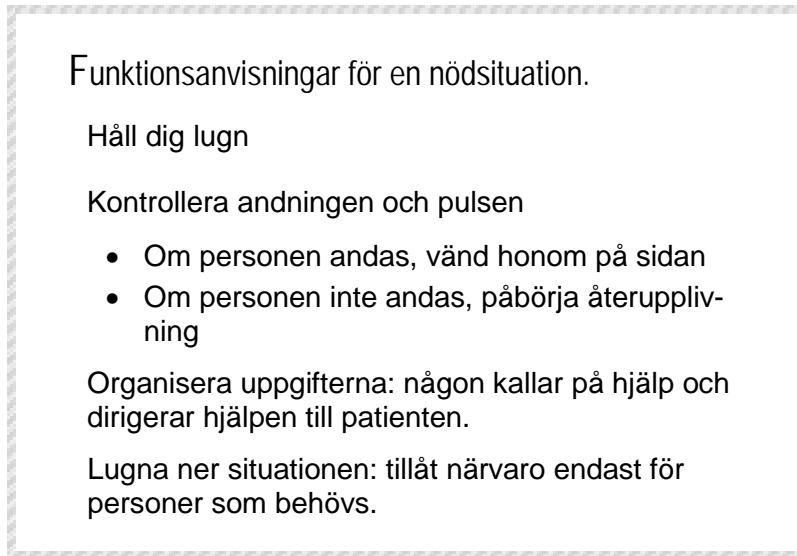 Funktionsanvisningar för en nödsituation.
Håll dig lugn
Kontrollera andningen och pulsen
• Om personen andas, vänd honom på sidan
• Om personen inte andas, påbörja återuppliv-
ning
Organisera uppgifterna: någon kallar på hjälp och
dirigerar hjälpen till patienten.
Lugna ner situationen: tillåt närvaro endast för
personer som behövs.